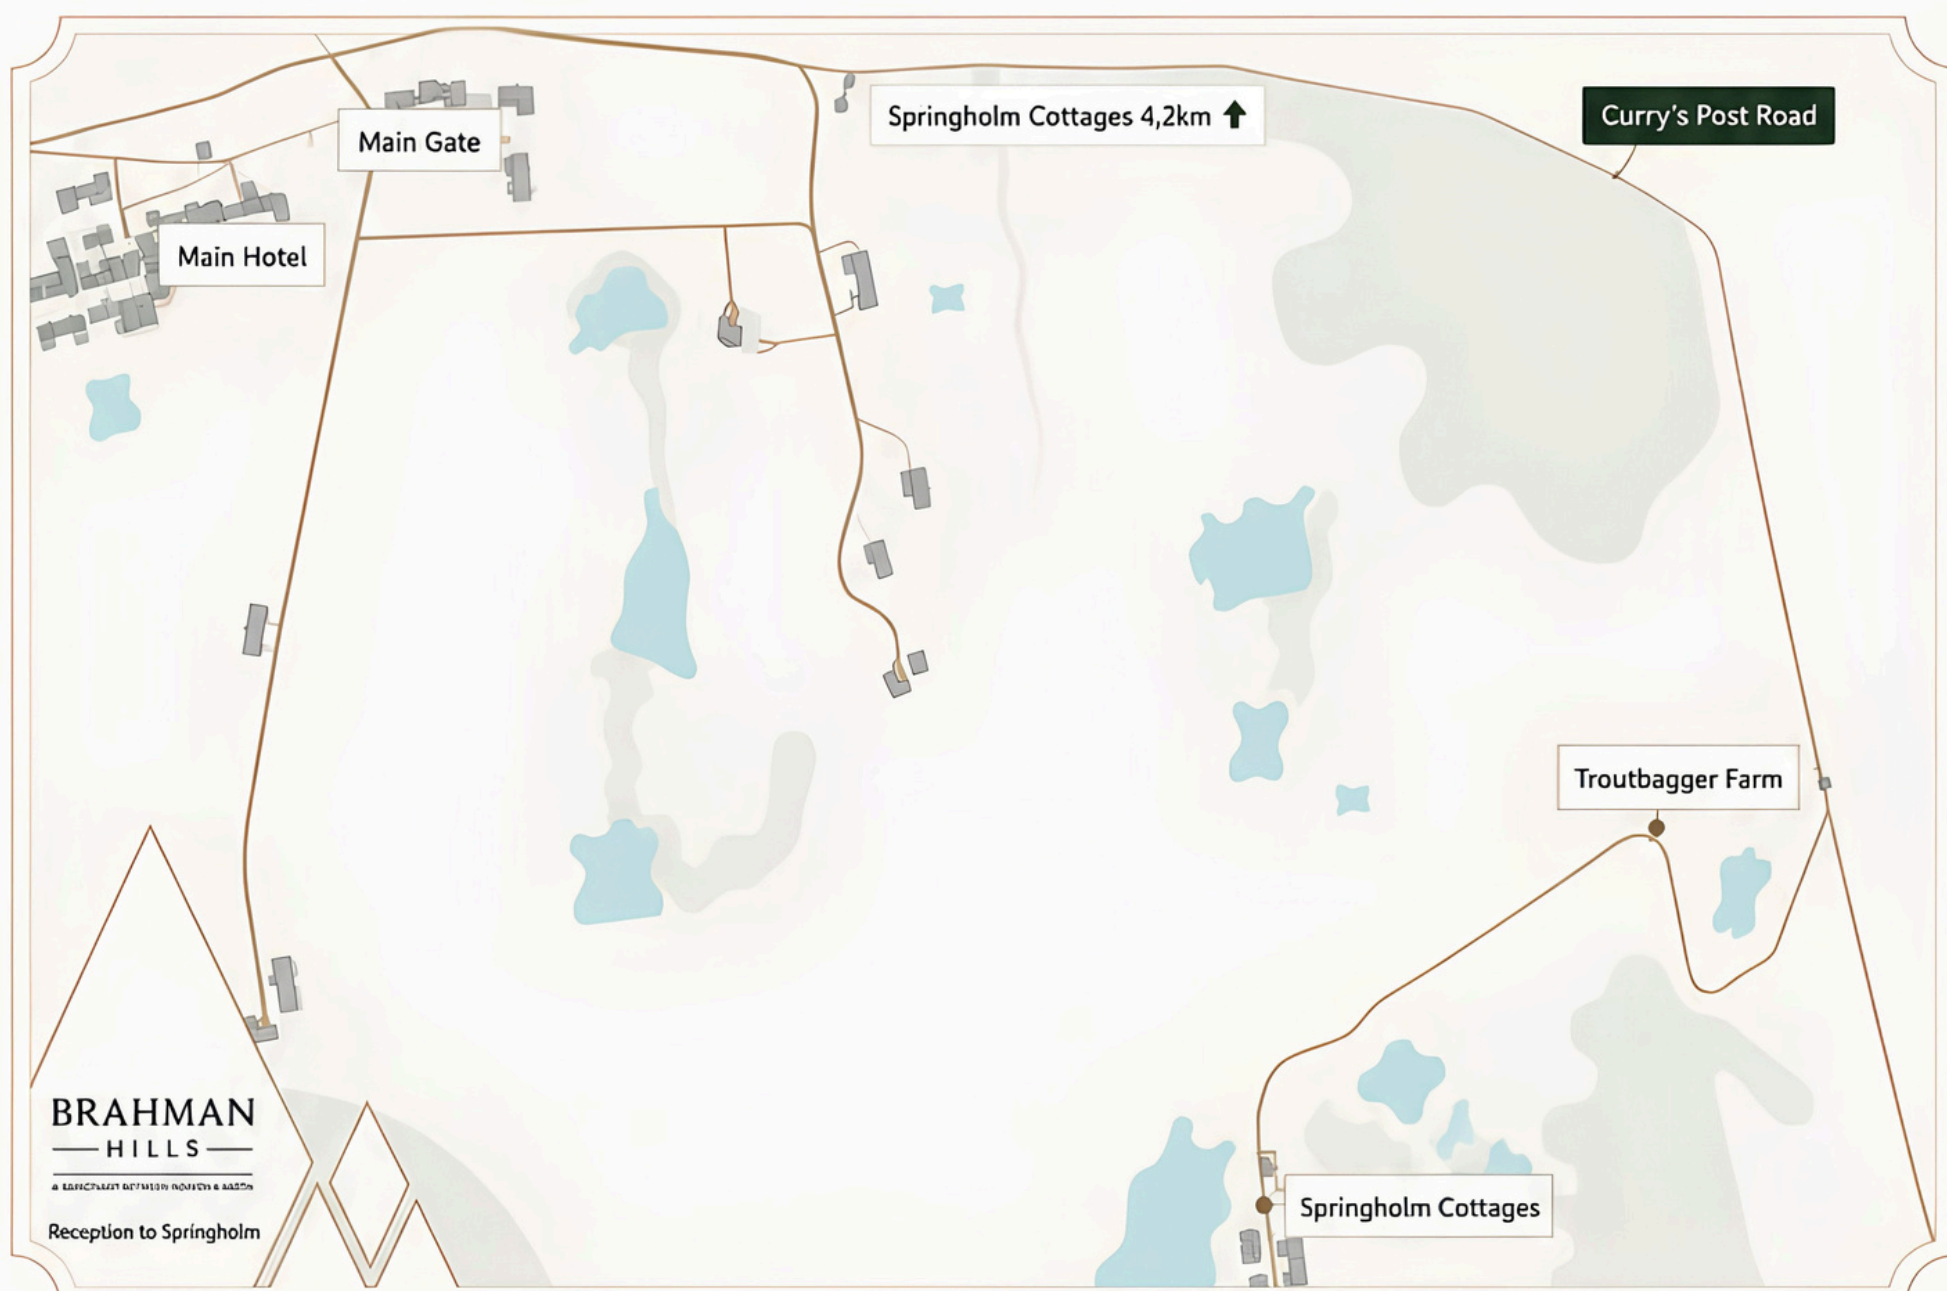 Springholm Cottages 4,2km
Curry's Post Road
Main Gate
Main Hotel
Troutbagger Farm
BRAHMAN
HILLS
Reception to Springholm
Springholm Cottages